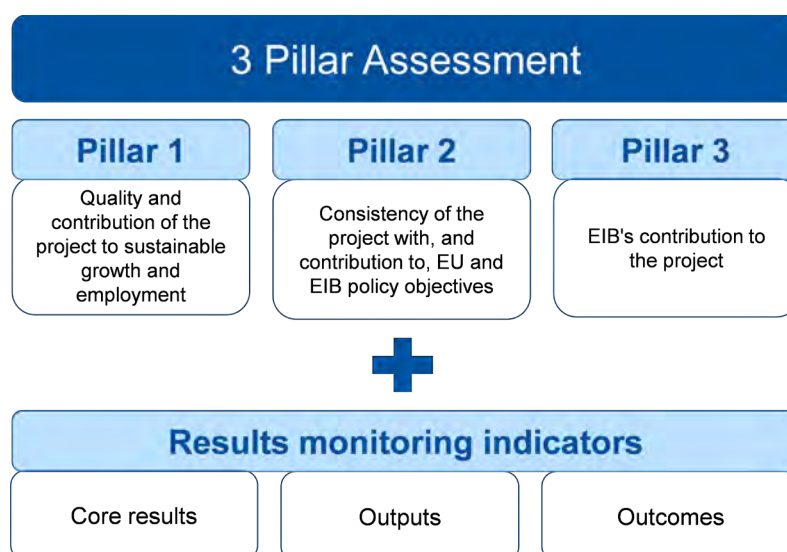 3 Pillar Assessment
Pillar 1
Quality and
contribution of the
project to sustainable
growth and
employment
Pillar 2
Consistency of the
project with, and
contribution to, EU and
EIB policy objectives
Pillar 3
EIB's contribution to
the project
Results monitoring indicators
Core results
Outputs
Outcomes